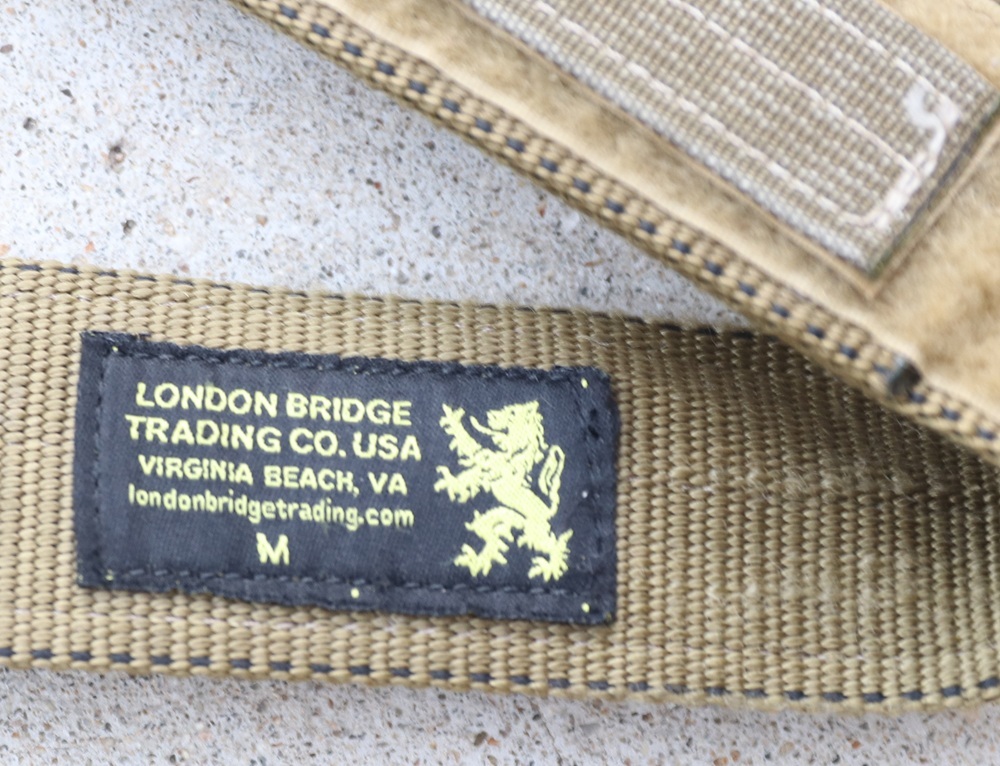 LONDON BRIDGE
TRADING CO. USA
VIRGINIA BEACH, VA
londonbridgetrading.com
M